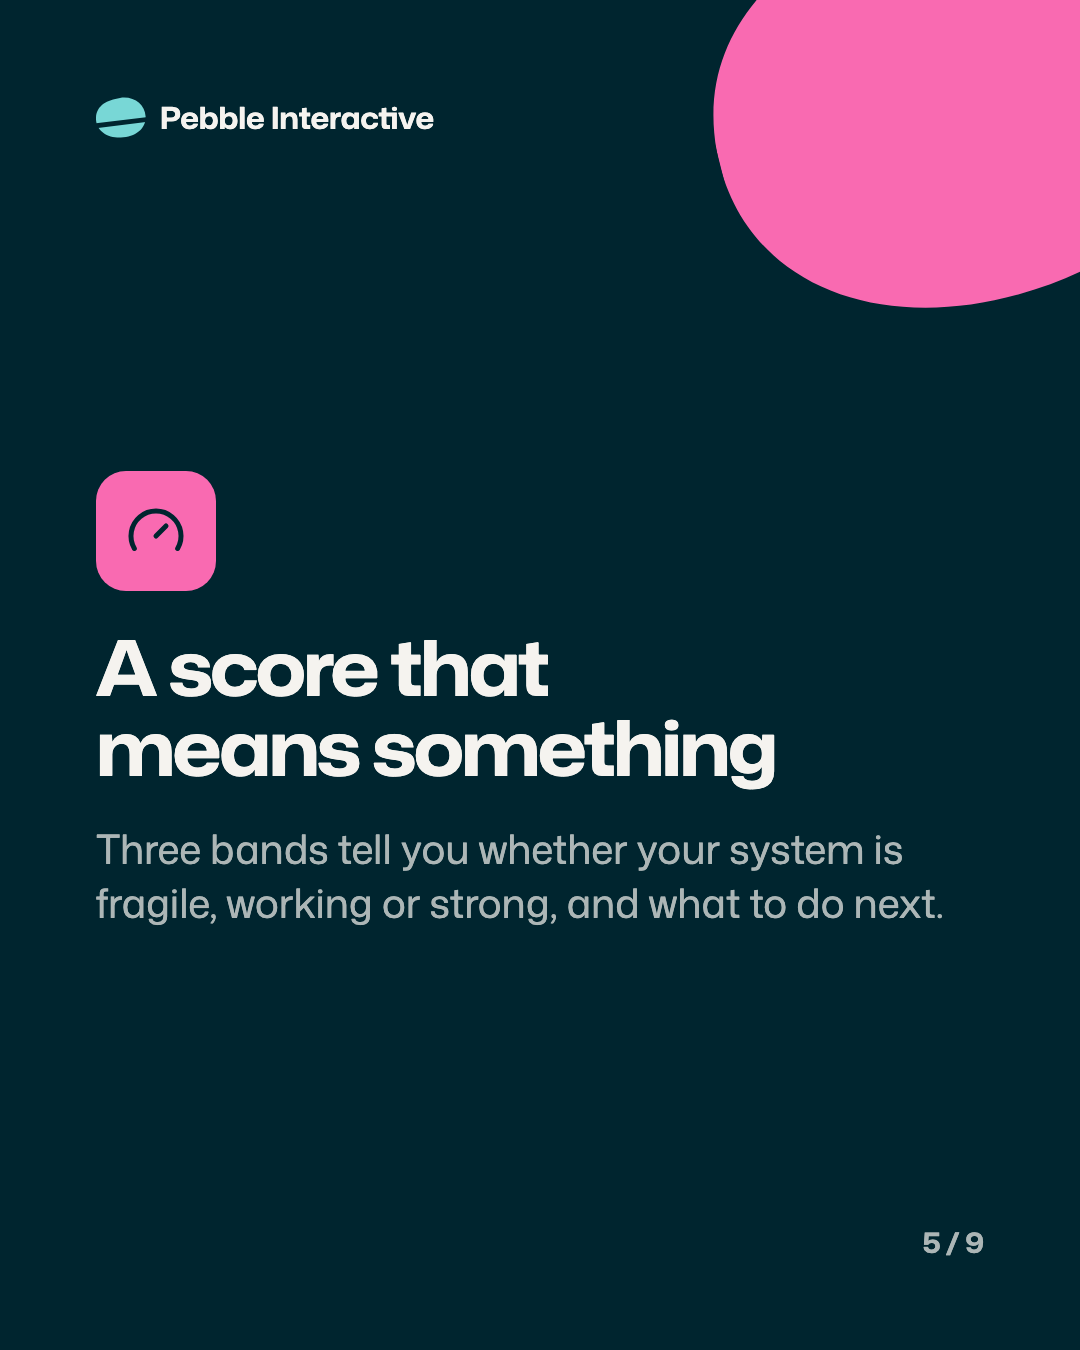 Pebble Interactive
A score that
means something
Three bands tell you whether your system is
fragile, working or strong, and what to do next.
5 / 9